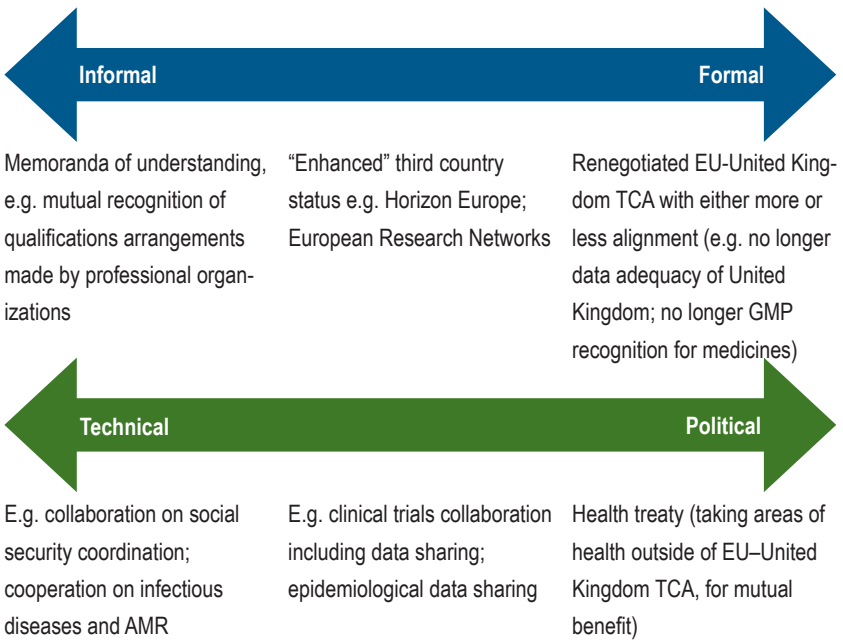 Informal
Formal
Memoranda of understanding,
e.g. mutual recognition of
qualifications arrangements
made by professional organ-
izations
“Enhanced” third country
status e.g. Horizon Europe;
European Research Networks
Renegotiated EU-United King-
dom TCA with either more or
less alignment (e.g. no longer
data adequacy of United
Kingdom; no longer GMP
recognition for medicines)
Technical
Political
E.g. collaboration on social
security coordination;
cooperation on infectious
diseases and AMR
E.g. clinical trials collaboration
including data sharing;
epidemiological data sharing
Health treaty (taking areas of
health outside of EU–United
Kingdom TCA, for mutual
benefit)